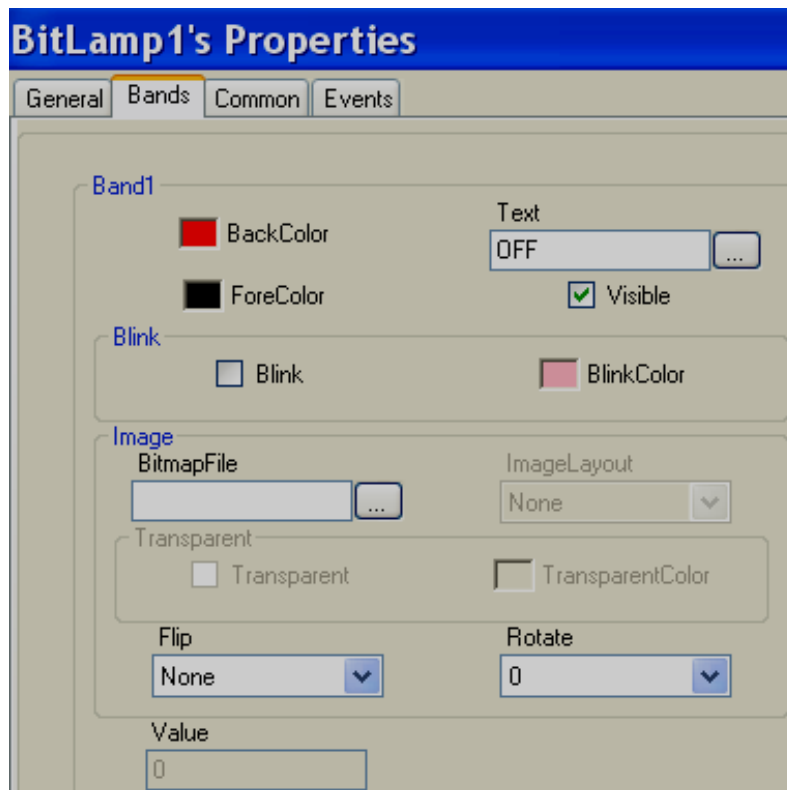 BitLamp1's Properties
General Bands Common Events
Band1
Text
BackColor
OFF
...
ForeColor
Visible
Blink
Blink
BlinkColor
Image
BitmapFile
ImageLayout
...
None
Transparent
Transparent
TransparentColor
Flip
Rotate
None
0
Value
0